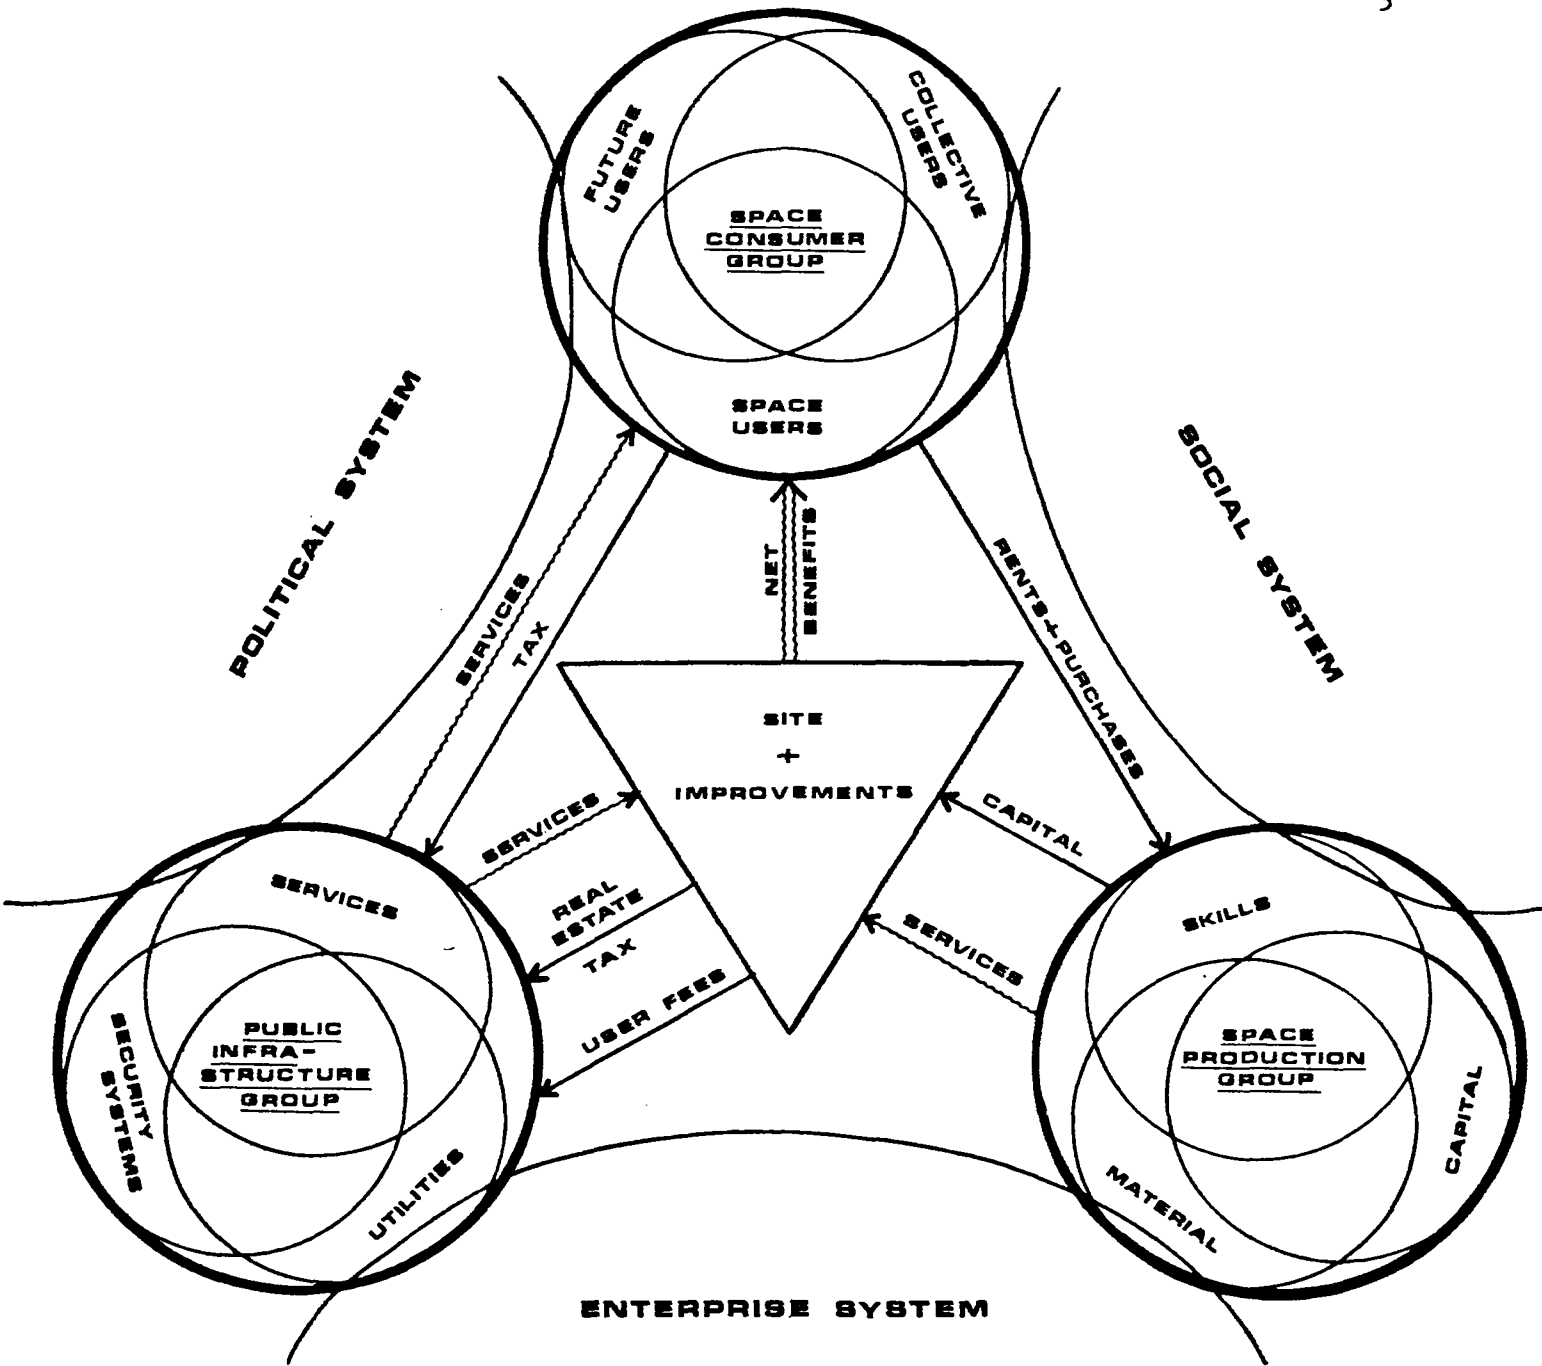 FUTURE
USERS
COLLECTIVE
USERS
SPACE
CONSUMER
GROUP
SPACE
USERS
POLITICAL SYSTEM
SOCIAL SYSTEM
SERVICES
TAX
NET
BENEFITS
RENTS + PURCHASES
SITE
+
IMPROVEMENTS
SERVICES
REAL
ESTATE
TAX
USER FEES
CAPITAL
SERVICES
SERVICES
SECURITY
SYSTEMS
PUBLIC
INFRA-
STRUCTURE
GROUP
UTILITIES
SKILLS
SPACE
PRODUCTION
GROUP
CAPITAL
MATERIAL
ENTERPRISE SYSTEM